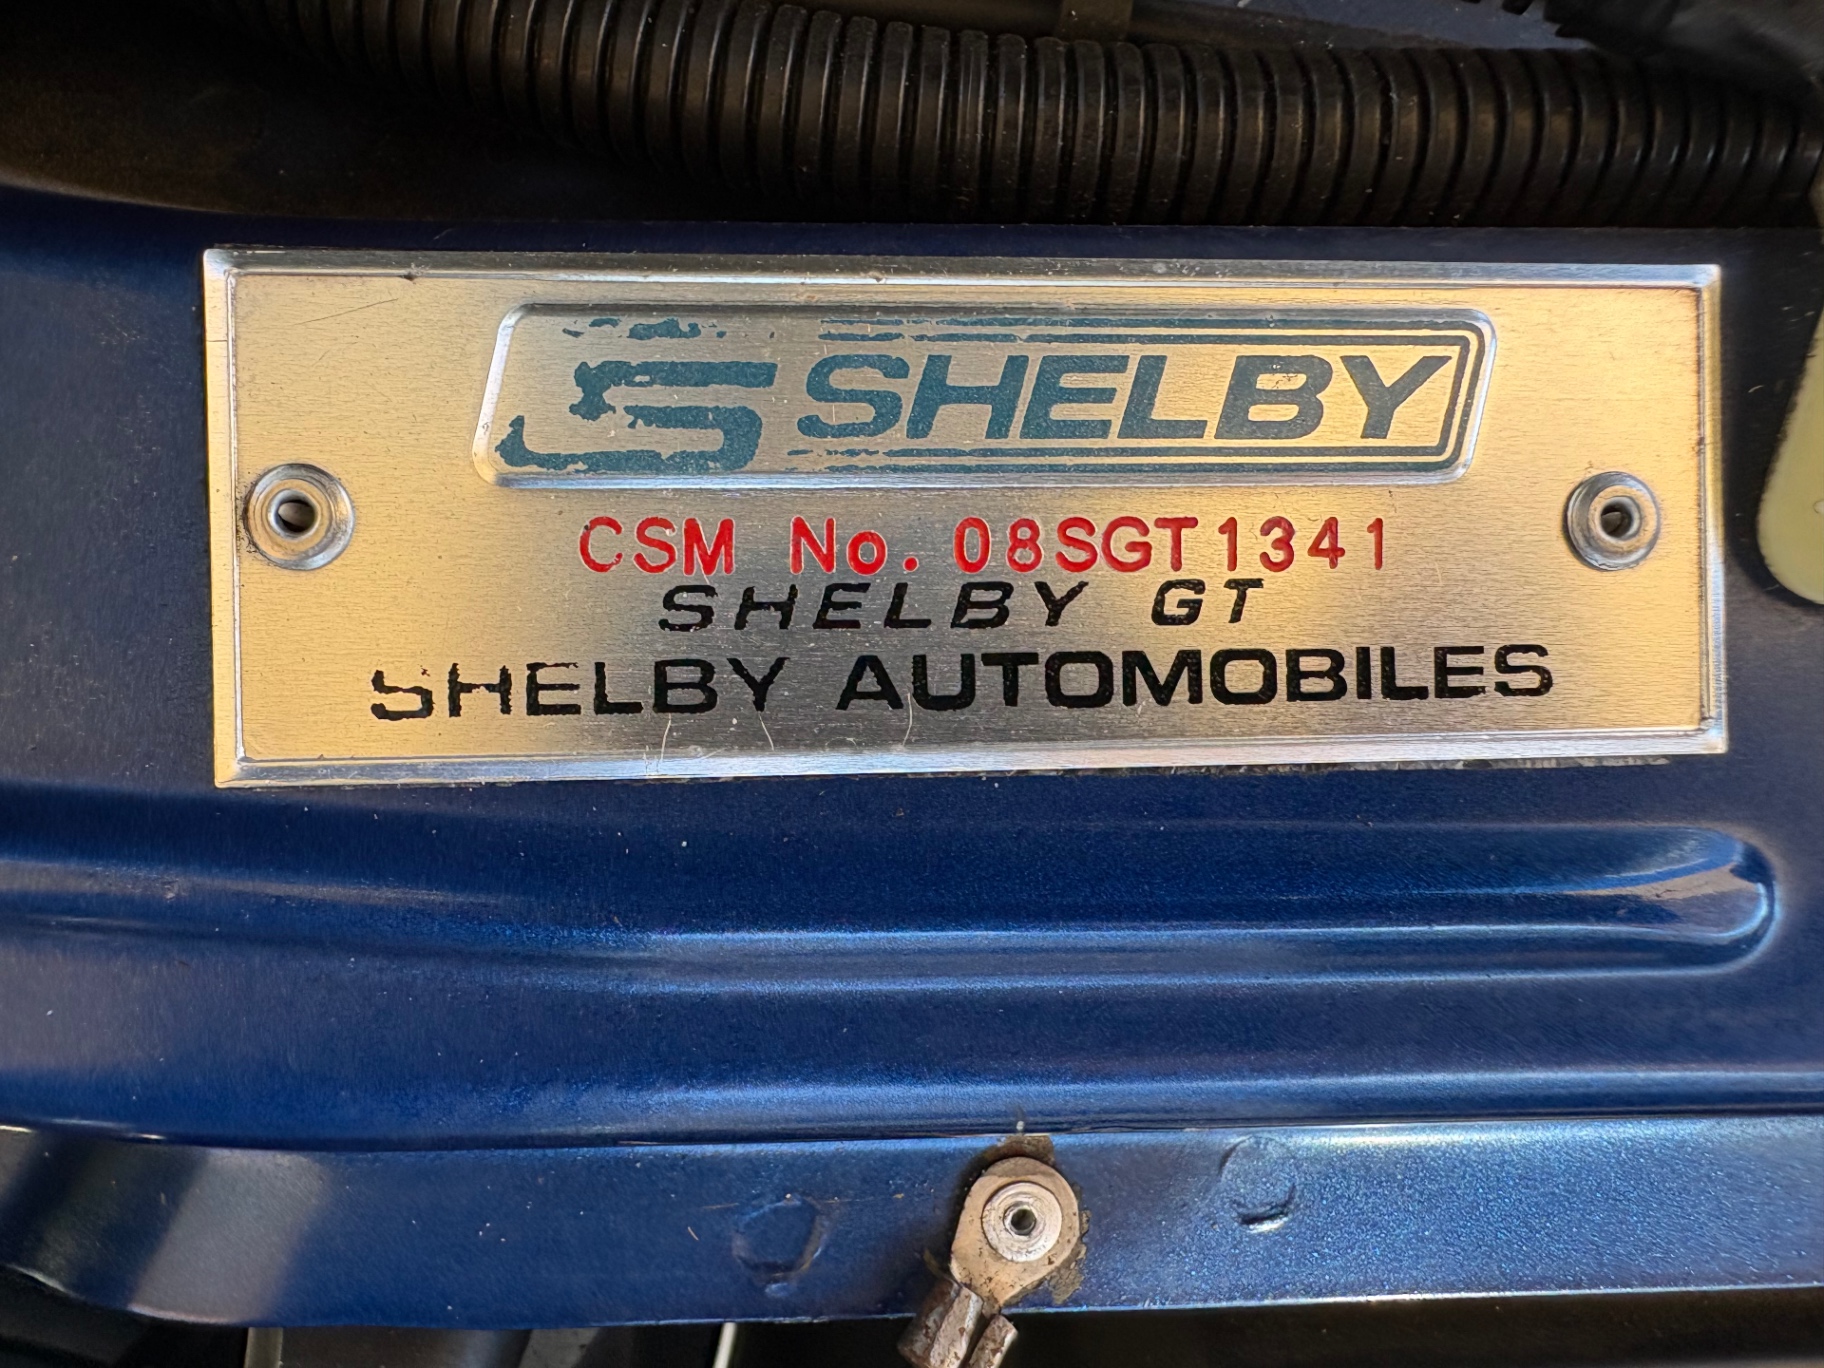 SHELBY
CSM No. 08SGT1341
SHELBY GT
SHELBY AUTOMOBILES